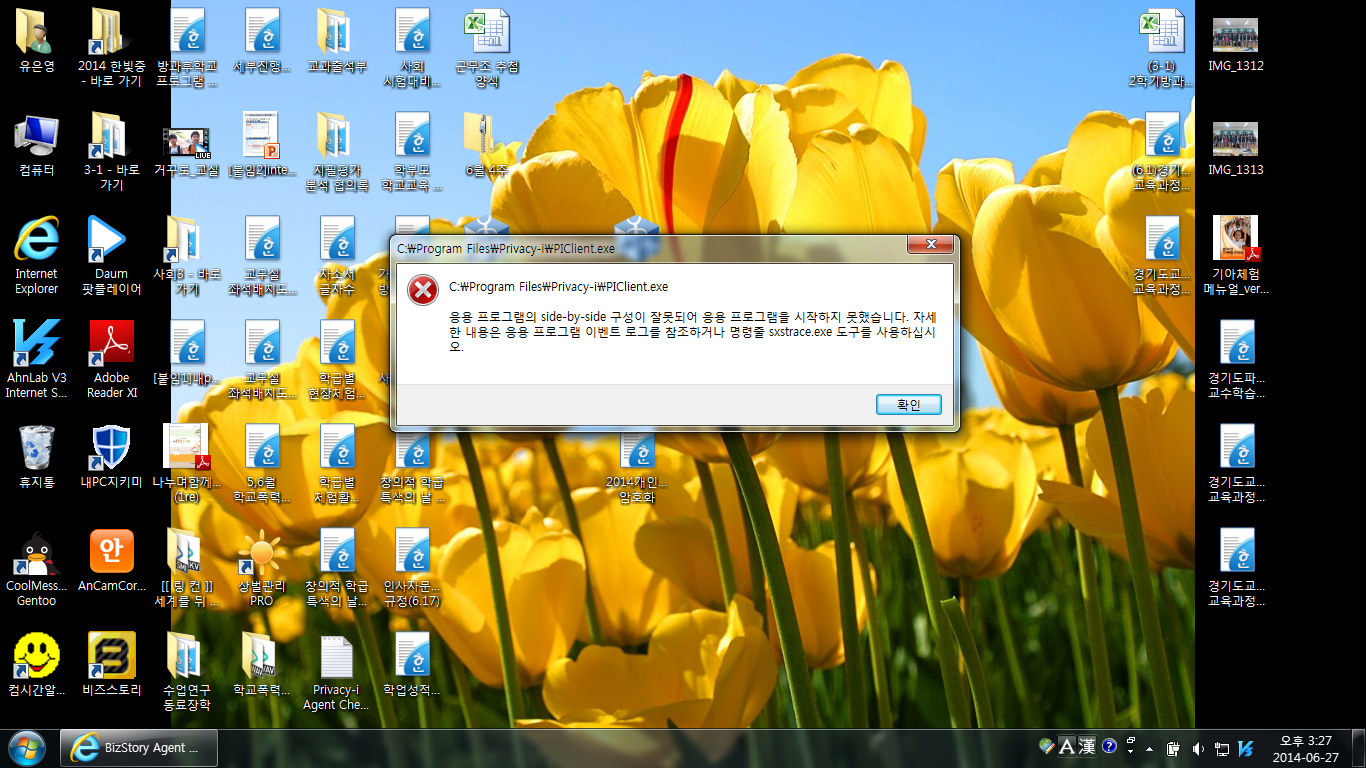 유은영
2014 한빛중
- 바로 가기
방과후학교
프로그램 ...
세부진행...
교과출석부
사회
시험대비...
근무조 추첨
양식
(3-1)
2학기방과...
IMG_1312
컴퓨터
3-1 - 바로
가기
거꾸로_교실
LIVE
[붙임2]inte...
지필평가
분석 협의록
학부모
학교교육 ...
6월 4주
(6.1)경기...
교육과정...
IMG_1313
Internet
Explorer
Daum
팟플레이어
사회3 - 바로
가기
교무실
좌석배치도...
자소서
글자수
경기도교...
교육과정...
기아체험
메뉴얼_ver...
C:₩Program Files₩Privacy-i₩PIClient.exe
C:₩Program Files₩Privacy-i₩PIClient.exe
응용 프로그램의 side-by-side 구성이 잘못되어 응용 프로그램을 시작하지 못했습니다. 자세
한 내용은 응용 프로그램 이벤트 로그를 참조하거나 명령줄 sxstrace.exe 도구를 사용하십시
오.
확인
AhnLab V3
Internet S...
Adobe
Reader XI
[붙임1]내p...
교무실
좌석배치도...
학급별
현장체험...
경기도파...
교수학습...
휴지통
내PC지키미
나누며함께...
(1re)
5,6월
학교폭력...
학급별
체험활...
창의적 학급
특색의 날 ...
2014개인...
암호화
경기도교...
교육과정...
CoolMess...
Gentoo
안
AnCamCor...
[[ 링 컨 ]]
세계를 뒤 ...
상벌관리
PRO
창의적 학급
특색의 날...
인사자문...
규정(6.17)
경기도교...
교육과정...
컴시간알...
비즈스토리
수업연구
동료장학
학교폭력...
Privacy-i
Agent Che...
학업성적...
BizStory Agent ...
A 漢
오후 3:27
2014-06-27